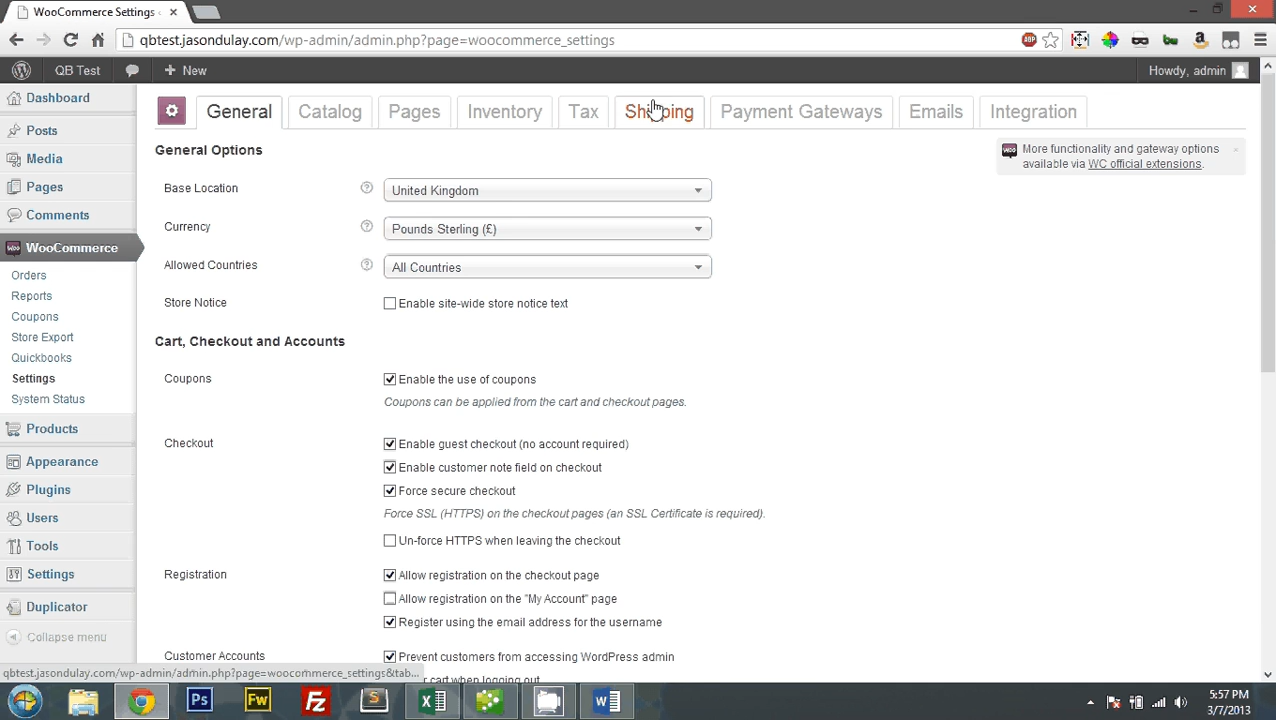 WooCommerce Settings ‹
qbtest.jasondulay.com/wp-admin/admin.php?page=woocommerce_settings
ABP
QB Test
New
Howdy, admin
Dashboard
Posts
Media
Pages
Comments
WooCommerce
Orders
Reports
Coupons
Store Export
Quickbooks
Settings
System Status
Products
Appearance
Plugins
Users
Tools
Settings
Duplicator
Collapse menu
General
Catalog
Pages
Inventory
Tax
Shipping
Payment Gateways
Emails
Integration
General Options
More functionality and gateway options
available via WC official extensions.
Base Location
United Kingdom
Currency
Pounds Sterling (£)
Allowed Countries
All Countries
Store Notice
Enable site-wide store notice text
Cart, Checkout and Accounts
Coupons
Enable the use of coupons
Coupons can be applied from the cart and checkout pages.
Checkout
Enable guest checkout (no account required)
Enable customer note field on checkout
Force secure checkout
Force SSL (HTTPS) on the checkout pages (an SSL Certificate is required).
Un-force HTTPS when leaving the checkout
Registration
Allow registration on the checkout page
Allow registration on the "My Account" page
Register using the email address for the username
Customer Accounts
Prevent customers from accessing WordPress admin
cart when logging out
qbtest.jasondulay.com/wp-admin/admin.php?page=woocommerce_settings&tab...
Ps
Fw
Fz
5:57 PM
3/7/2013